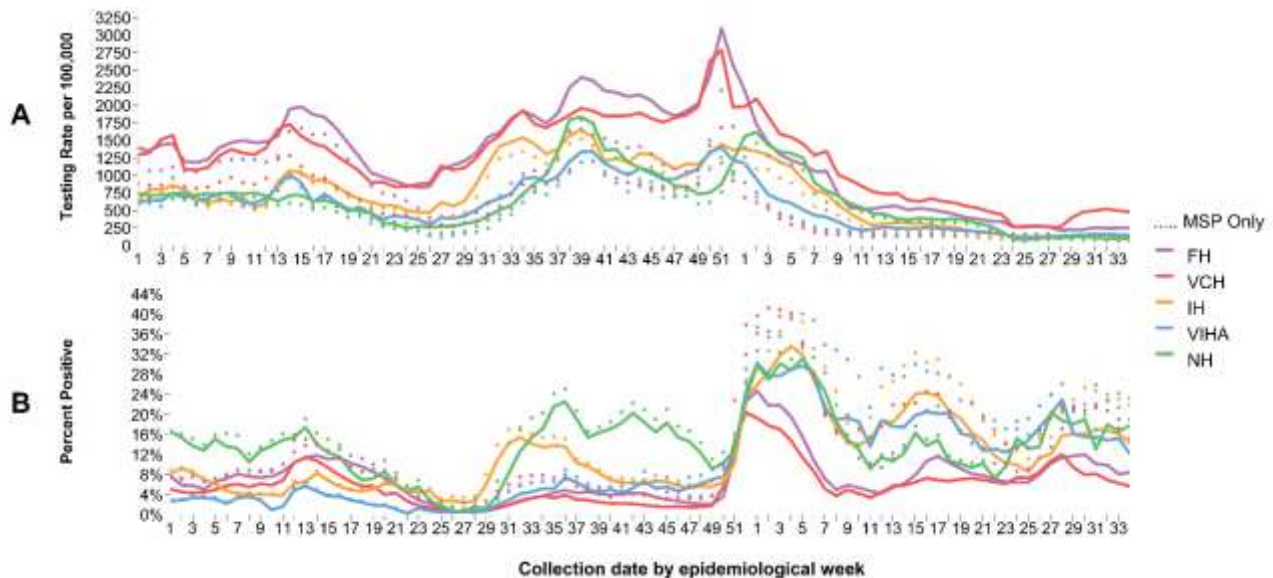 A
Testing Rate per 100,000
3250
3000
2750
2500
2250
2000
1750
1500
1250
1000
750
500
250
0
1 3 5 7 9 11 13 15 17 19 21 23 25 27 29 31 33 35 37 39 41 43 45 47 49 51 1 3 5 7 9 11 13 15 17 19 21 23 25 27 29 31 33
B
Percent Positive
44%
40%
36%
32%
28%
24%
20%
16%
12%
8%
4%
0%
1 3 5 7 9 11 13 15 17 19 21 23 25 27 29 31 33 35 37 39 41 43 45 47 49 51 1 3 5 7 9 11 13 15 17 19 21 23 25 27 29 31 33
Collection date by epidemiological week
MSP Only
FH
VCH
IH
VIHA
NH